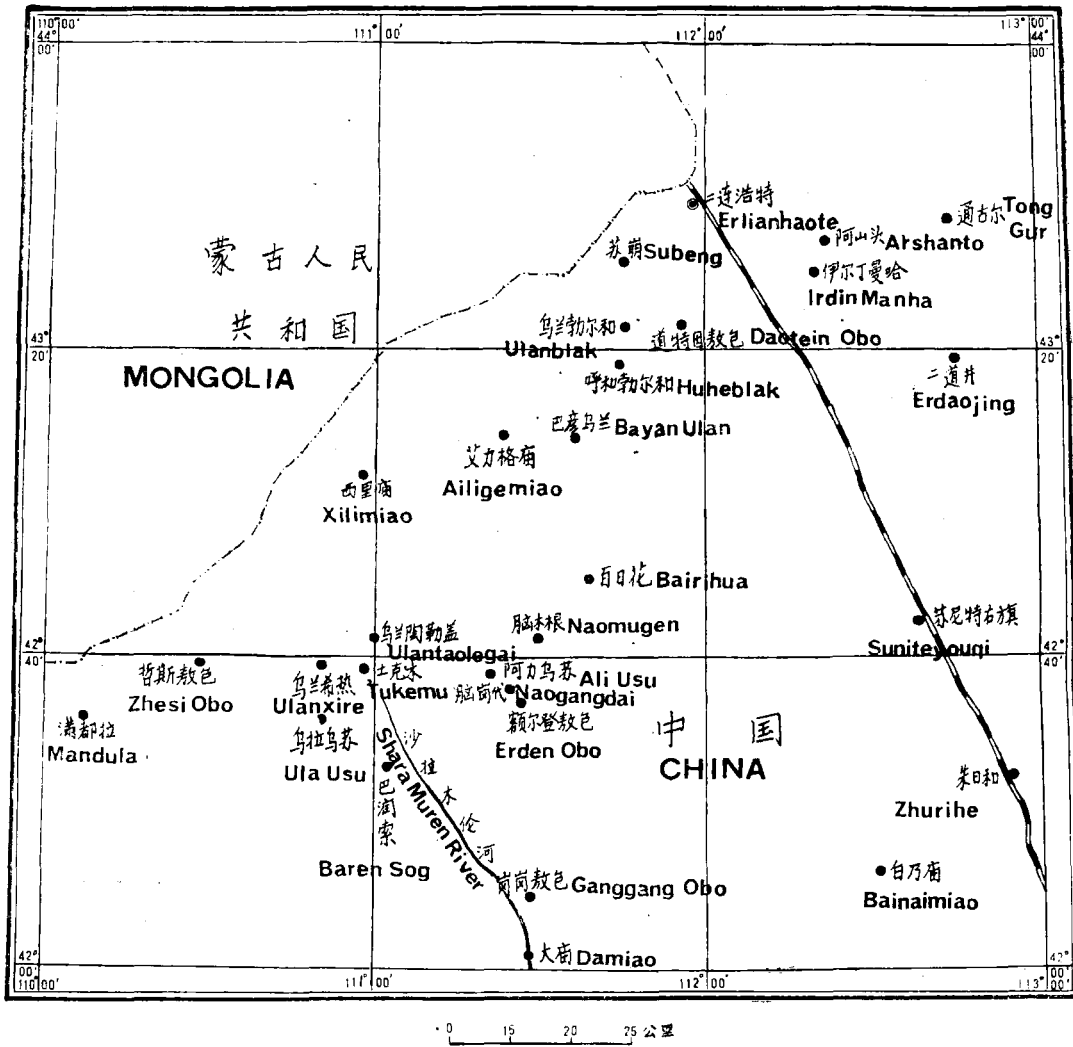 110°00′
111°00′
112°00′
113°00′
44°
00′
44°
00′
二连浩特
Erlianhaote
通古尔 Tong
Gur
阿山头 Arshanto
苏崩 Subeng
伊尔丁曼哈
Irdin Manha
蒙古人民
共和国
MONGOLIA
乌兰勃尔和
Ulanblak
道特因敖包 Daotein Obo
43°
20′
43°
20′
呼和勃尔和 Huheblak
二道井
Erdaojing
巴彦乌兰 Bayan Ulan
艾力格庙
Ailigemiao
西里庙
Xilimiao
百日花 Bairihua
脑木根 Naomugen
苏尼特右旗
Suniteyouqi
乌兰陶勒盖
Ulantaolegai
42°
40′
42°
40′
哲斯敖包
Zhesi Obo
乌兰希热
Ulanxire
土克木
Tukemu
阿力乌苏 Ali Usu
脑岗代 Naogangdai
额尔登敖包
Erden Obo
满都拉
Mandula
乌拉乌苏
Ula Usu
中国
CHINA
沙拉木伦河
Shara Muren River
巴润索
Baren Sog
朱日和
Zhurihe
岗岗敖包 Ganggang Obo
白乃庙
Bainaimiao
大庙 Damiao
42°
00′
42°
00′
110°00′
111°00′
112°00′
113°00′
0 15 20 25 公里